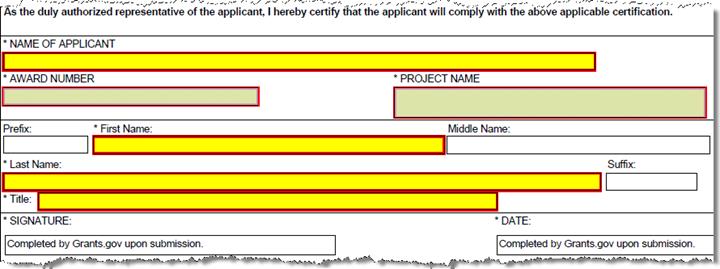 As the duly authorized representative of the applicant, I hereby certify that the applicant will comply with the above applicable certification.
* NAME OF APPLICANT
* AWARD NUMBER * PROJECT NAME
Prefix: * First Name: Middle Name:
* Last Name: Suffix:
* Title:
* SIGNATURE: * DATE:
Completed by Grants.gov upon submission. Completed by Grants.gov upon submission.